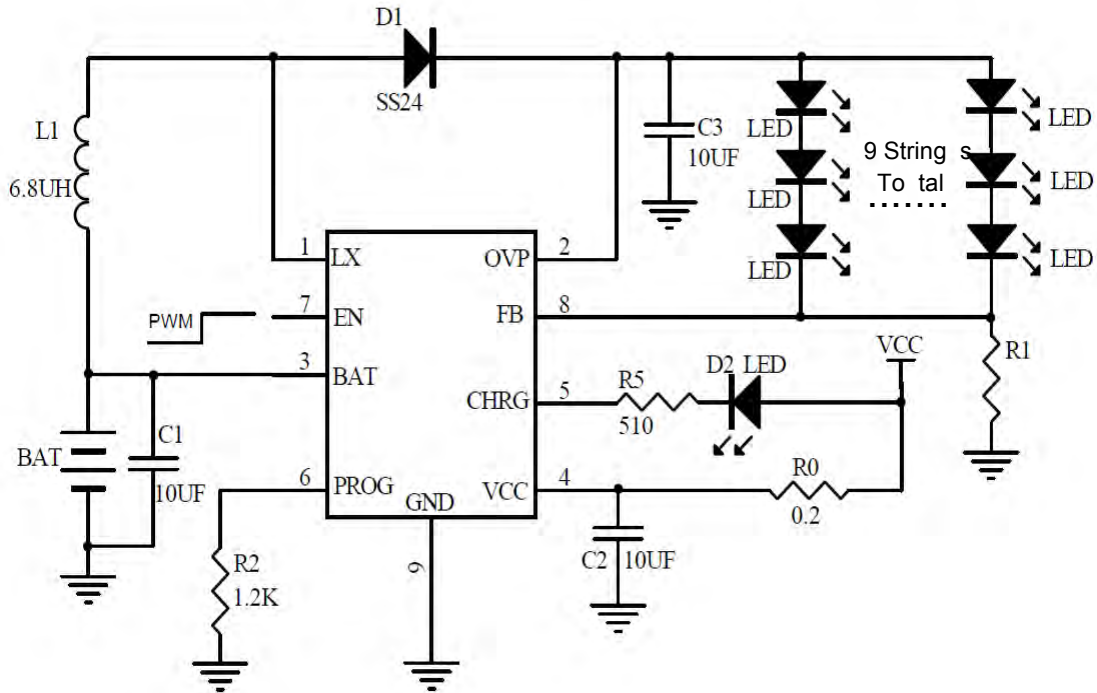 D1
SS24
L1
6.8UH
C3
10UF
LED
LED
LED
9 String s
To tal
.......
LED
LED
LED
1
LX
OVP
2
7
EN
PWM
FB
8
3
BAT
VCC
R1
D2 LED
R5
510
CHRG
5
BAT
C1
10UF
6
PROG
GND
VCC
4
R0
0.2
9
R2
1.2K
C2
10UF